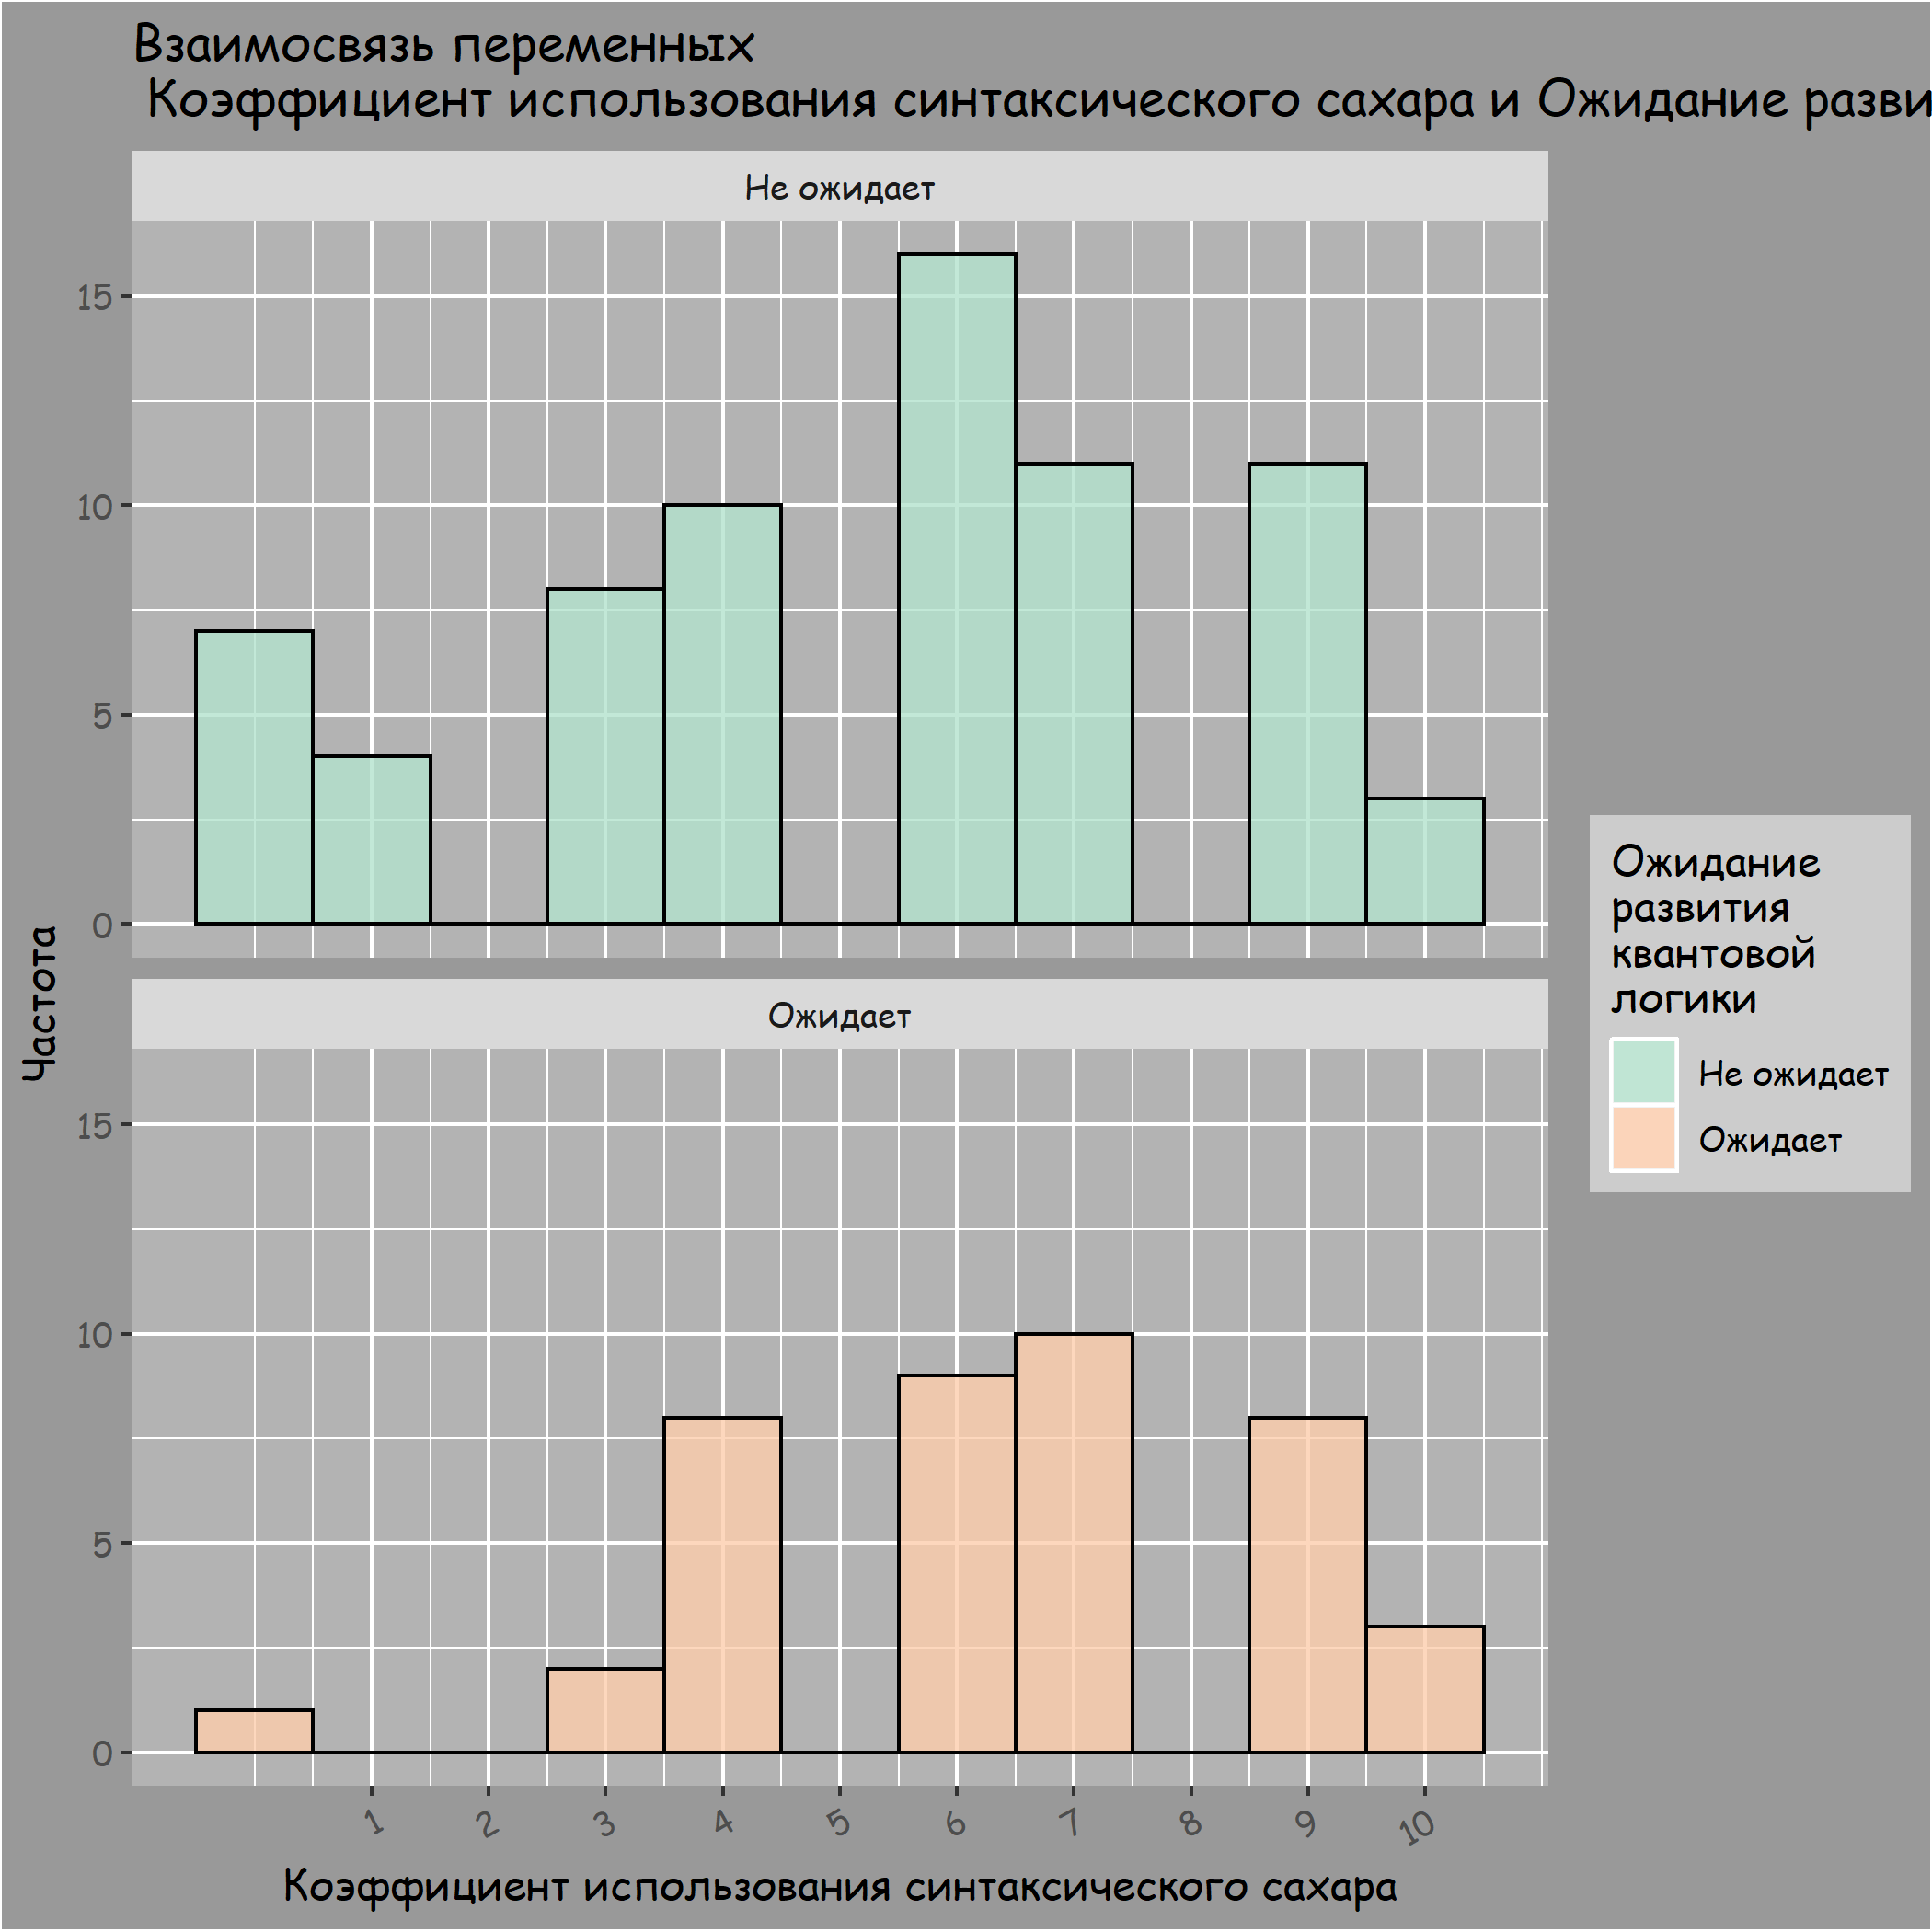 Взаимосвязь переменных
Коэффициент использования синтаксического сахара и Ожидание
Не ожидает
15
10
5
0
Ожидает
15
10
5
0
1 2 3 4 5 6 7 8 9 10
Коэффициент использования синтаксического сахара
Частота
Ожидание
развития
квантовой
логики
Не ожидает
Ожидает